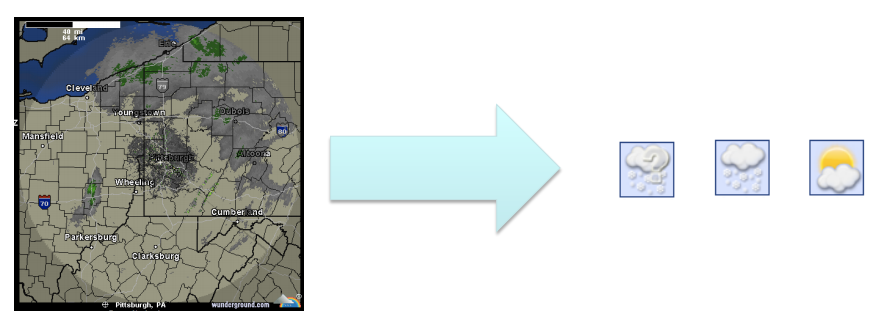 40 mi
64 km
Erie
Cleveland
79
Youngstown
Dubois
80
Mansfield
Pittsburgh
Altoona
Wheeling
70
Cumberland
Parkersburg
Clarksburg
Pittsburgh, PA
wunderground.com